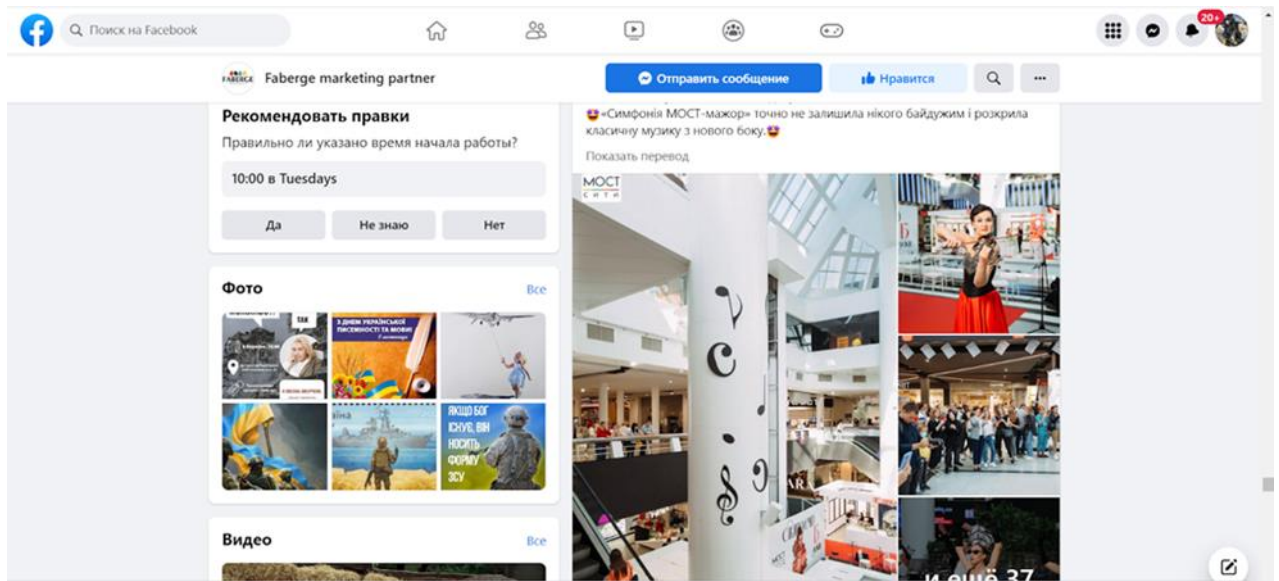 Поиск на Facebook
20+
FABERGE
Faberge marketing partner
Отправить сообщение
Нравится
Рекомендовать правки
Правильно ли указано время начала работы?
10:00 в Tuesdays
Да
Не знаю
Нет
Фото
Все
ТАК
З ДНЕМ УКРАЇНСЬКОЇ
ПИСЕМНОСТІ ТА МОВИ!
ЯКЩО БОГ
ІСНУЄ, ВІН
НОСИТЬ
ФОРМУ
ЗСУ
Видео
Все
«Симфонія МОСТ-мажор» точно не залишила нікого байдужим і розкрила
класичну музику з нового боку.
Показать перевод
МОСТ
СИТИ
ARA
и ещё 37